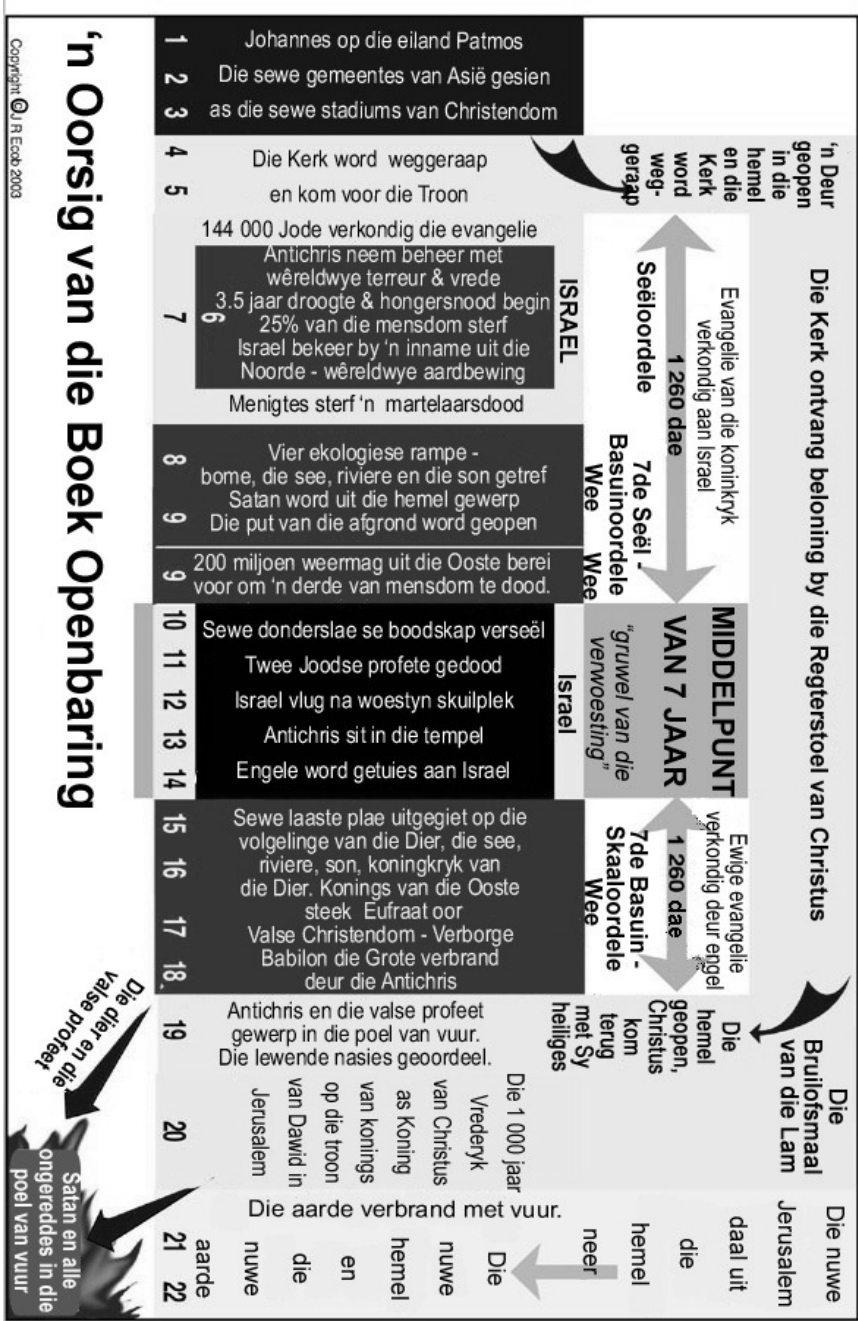 'n Oorsig van die Boek Openbaring
Copyright © J R Ecob 2003
'n Deur
geopen
in die
hemel
en die
Kerk
word
weg-
geraap
Die Kerk ontvang beloning by die Regterstoel van Christus
Evangelie van die koninkryk
verkondig aan Israel
1 260 dae
Seëloordele
7de Seël -
Basuinoordele
Wee
Wee
ISRAEL
MIDDELPUNT
VAN 7 JAAR
"gruwel van die
verwoesting"
Israel
Ewige evangelie
verkondig deur engel
1 260 dae
7de Basuin -
Skaaloordele
Wee
Die
Bruilofsmaal
van die Lam
Die
hemel
geopen,
Christus
kom
terug
met Sy
heiliges
1
2
3
Johannes op die eiland Patmos
Die sewe gemeentes van Asië gesien
as die sewe stadiums van Christendom
4
5
Die Kerk word weggeraap
en kom voor die Troon
144 000 Jode verkondig die evangelie
7
6
Antichris neem beheer met
wêreldwye terreur & vrede
3.5 jaar droogte & hongersnood begin
25% van die mensdom sterf
Israel bekeer by 'n inname uit die
Noorde - wêreldwye aardbewing
Menigtes sterf 'n martelaarsdood
8
9
Vier ekologiese rampe -
bome, die see, riviere en die son getref
Satan word uit die hemel gewerp
Die put van die afgrond word geopen
9
200 miljoen weermag uit die Ooste berei
voor om 'n derde van mensdom te dood.
10
11
12
13
14
Sewe donderslae se boodskap verseël
Twee Joodse profete gedood
Israel vlug na woestyn skuilplek
Antichris sit in die tempel
Engele word getuies aan Israel
15
16
17
18
Sewe laaste plae uitgegiet op die
volgelinge van die Dier, die see,
riviere, son, koningkryk van
die Dier. Konings van die Ooste
steek Eufraat oor
Valse Christendom - Verborge
Babilon die Grote verbrand
deur die Antichris
19
Antichris en die valse profeet
gewerp in die poel van vuur.
Die lewende nasies geoordeel.
20
Die 1 000 jaar
Vrederyk
van Christus
as Koning
van konings
op die troon
van Dawid in
Jerusalem
Die aarde verbrand met vuur.
21
22
Die nuwe
Jerusalem
daal uit
die
hemel
neer
Die
nuwe
hemel
en
die
nuwe
aarde
Die dier en die
valse profeet
Satan en alle
ongereddes in die
poel van vuur